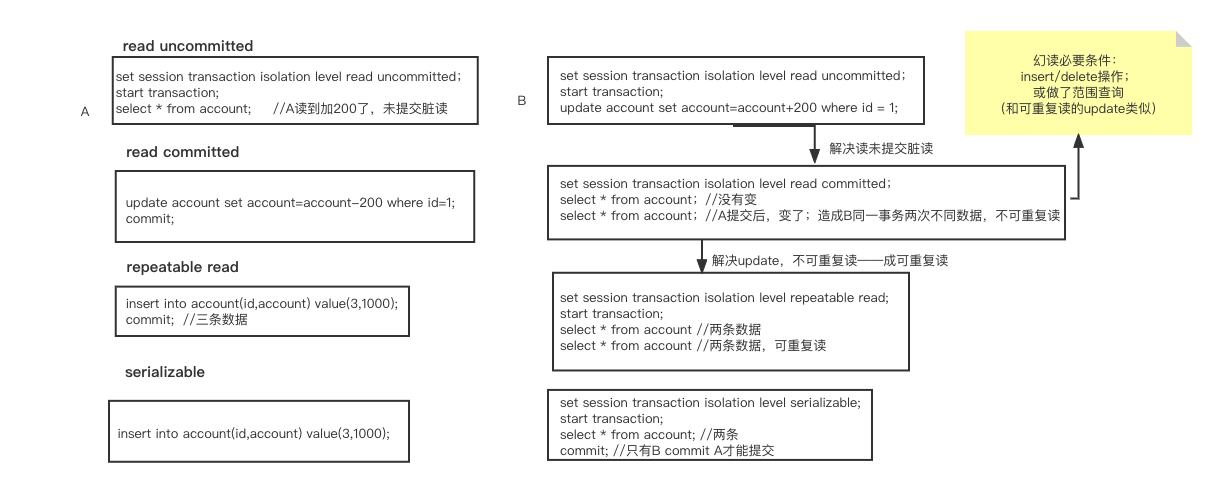 read uncommitted
A
set session transaction isolation level read uncommitted；
start transaction;
select * from account; //A读到加200了，未提交脏读
B
set session transaction isolation level read uncommitted；
start transaction;
update account set account=account+200 where id = 1;
幻读必要条件：
insert/delete操作；
或做了范围查询
（和可重复读的update类似）
解决读未提交脏读
read committed
update account set account=account-200 where id=1;
commit;
set session transaction isolation level read committed；
select * from account；//没有变
select * from account；//A提交后，变了；造成B同一事务两次不同数据，不可重复读
解决update，不可重复读——成可重复读
repeatable read
insert into account(id,account) value(3,1000);
commit; //三条数据
set session transaction isolation level repeatable read;
start transaction;
select * from account //两条数据
select * from account //两条数据，可重复读
serializable
insert into account(id,account) value(3,1000);
set session transaction isolation level serializable;
start transaction;
select * from account; //两条
commit; //只有B commit A才能提交